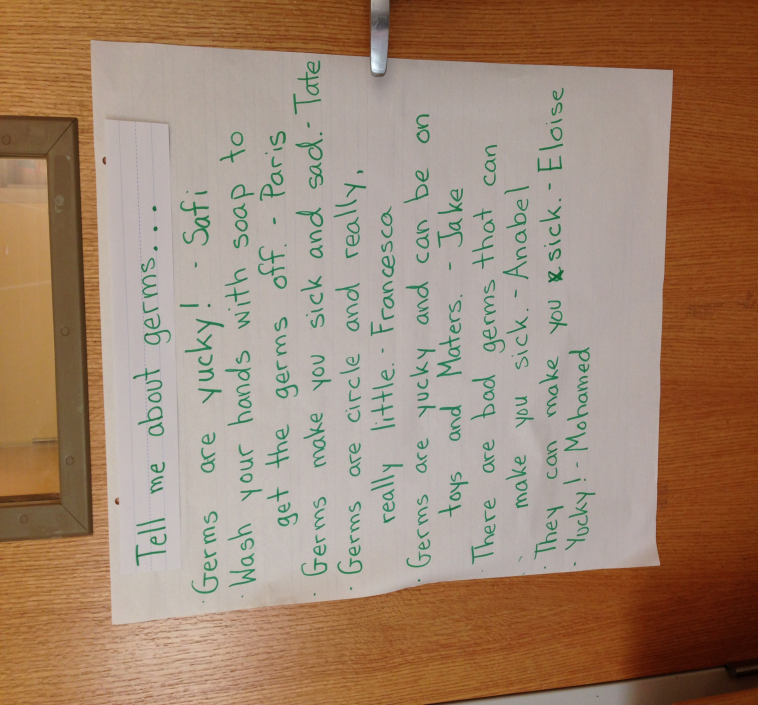 Tell me about germs...
· Germs are yucky! - Safi
· Wash your hands with soap to
get the germs off. - Paris
· Germs make you sick and sad. - Tate
· Germs are circle and really,
really little. - Francesca
· Germs are yucky and can be on
toys and Maters. - Jake
· There are bad germs that can
make you sick. - Anabel
· They can make you sick. - Eloise
· Yucky! - Mohamed